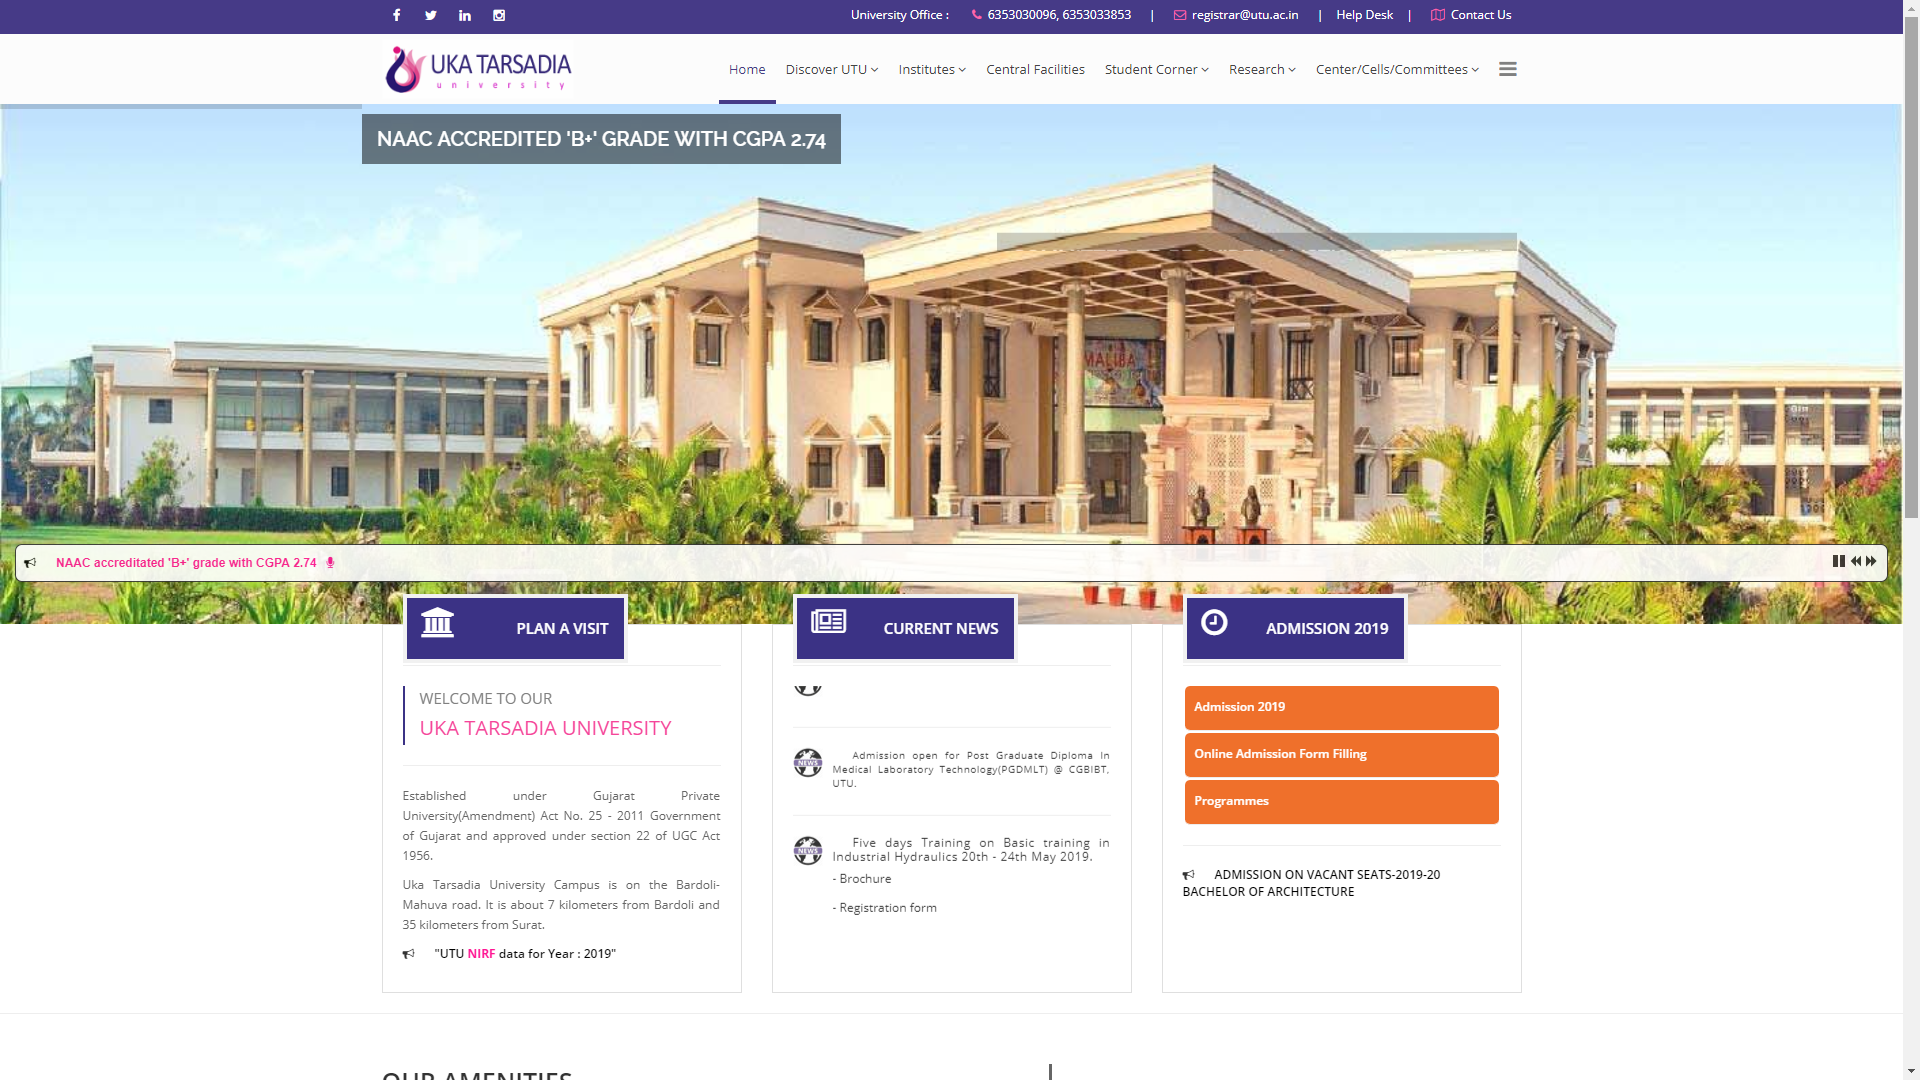 University Office :
6353030096, 6353033853
|
registrar@utu.ac.in
|
Help Desk
|
Contact Us
UKA TARSADIA
university
Home
Discover UTU
Institutes
Central Facilities
Student Corner
Research
Center/Cells/Committees
NAAC ACCREDITED 'B+' GRADE WITH CGPA 2.74
MALIBA
NAAC accreditated 'B+' grade with CGPA 2.74
PLAN A VISIT
WELCOME TO OUR
UKA TARSADIA UNIVERSITY
Established under Gujarat Private
University(Amendment) Act No. 25 - 2011 Government
of Gujarat and approved under section 22 of UGC Act
1956.
Uka Tarsadia University Campus is on the Bardoli-
Mahuva road. It is about 7 kilometers from Bardoli and
35 kilometers from Surat.
"UTU NIRF data for Year : 2019"
CURRENT NEWS
NEWS
Admission open for Post Graduate Diploma In
Medical Laboratory Technology(PGDMLT) @ CGBIBT,
UTU.
NEWS
Five days Training on Basic training in
Industrial Hydraulics 20th - 24th May 2019.
- Brochure
- Registration form
ADMISSION 2019
Admission 2019
Online Admission Form Filling
Programmes
ADMISSION ON VACANT SEATS-2019-20
BACHELOR OF ARCHITECTURE
OUR AMENITIES